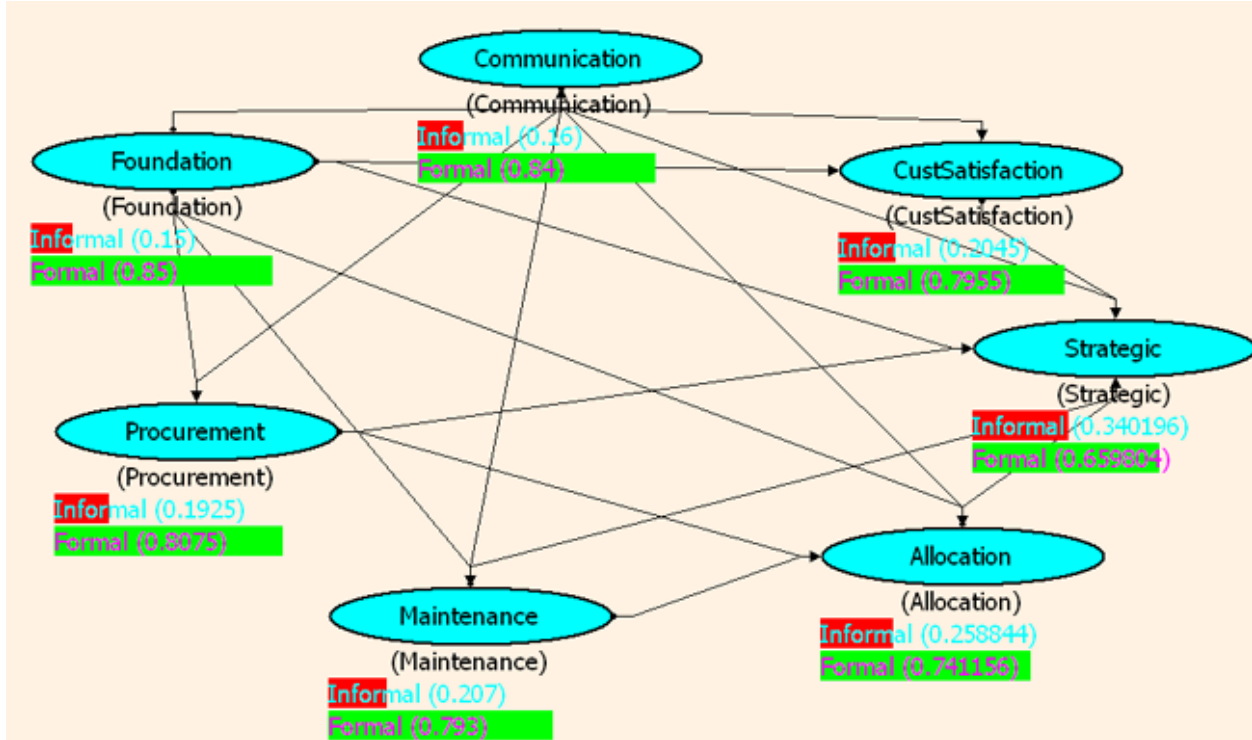 Communication
(Communication)
Informal (0.16)
Formal (0.84)
Foundation
(Foundation)
Informal (0.15)
Formal (0.85)
CustSatisfaction
(CustSatisfaction)
Informal (0.2045)
Formal (0.7955)
Strategic
(Strategic)
Informal (0.340196)
Formal (0.659804)
Procurement
(Procurement)
Informal (0.1925)
Formal (0.8075)
Allocation
(Allocation)
Informal (0.258844)
Formal (0.741156)
Maintenance
(Maintenance)
Informal (0.207)
Formal (0.793)